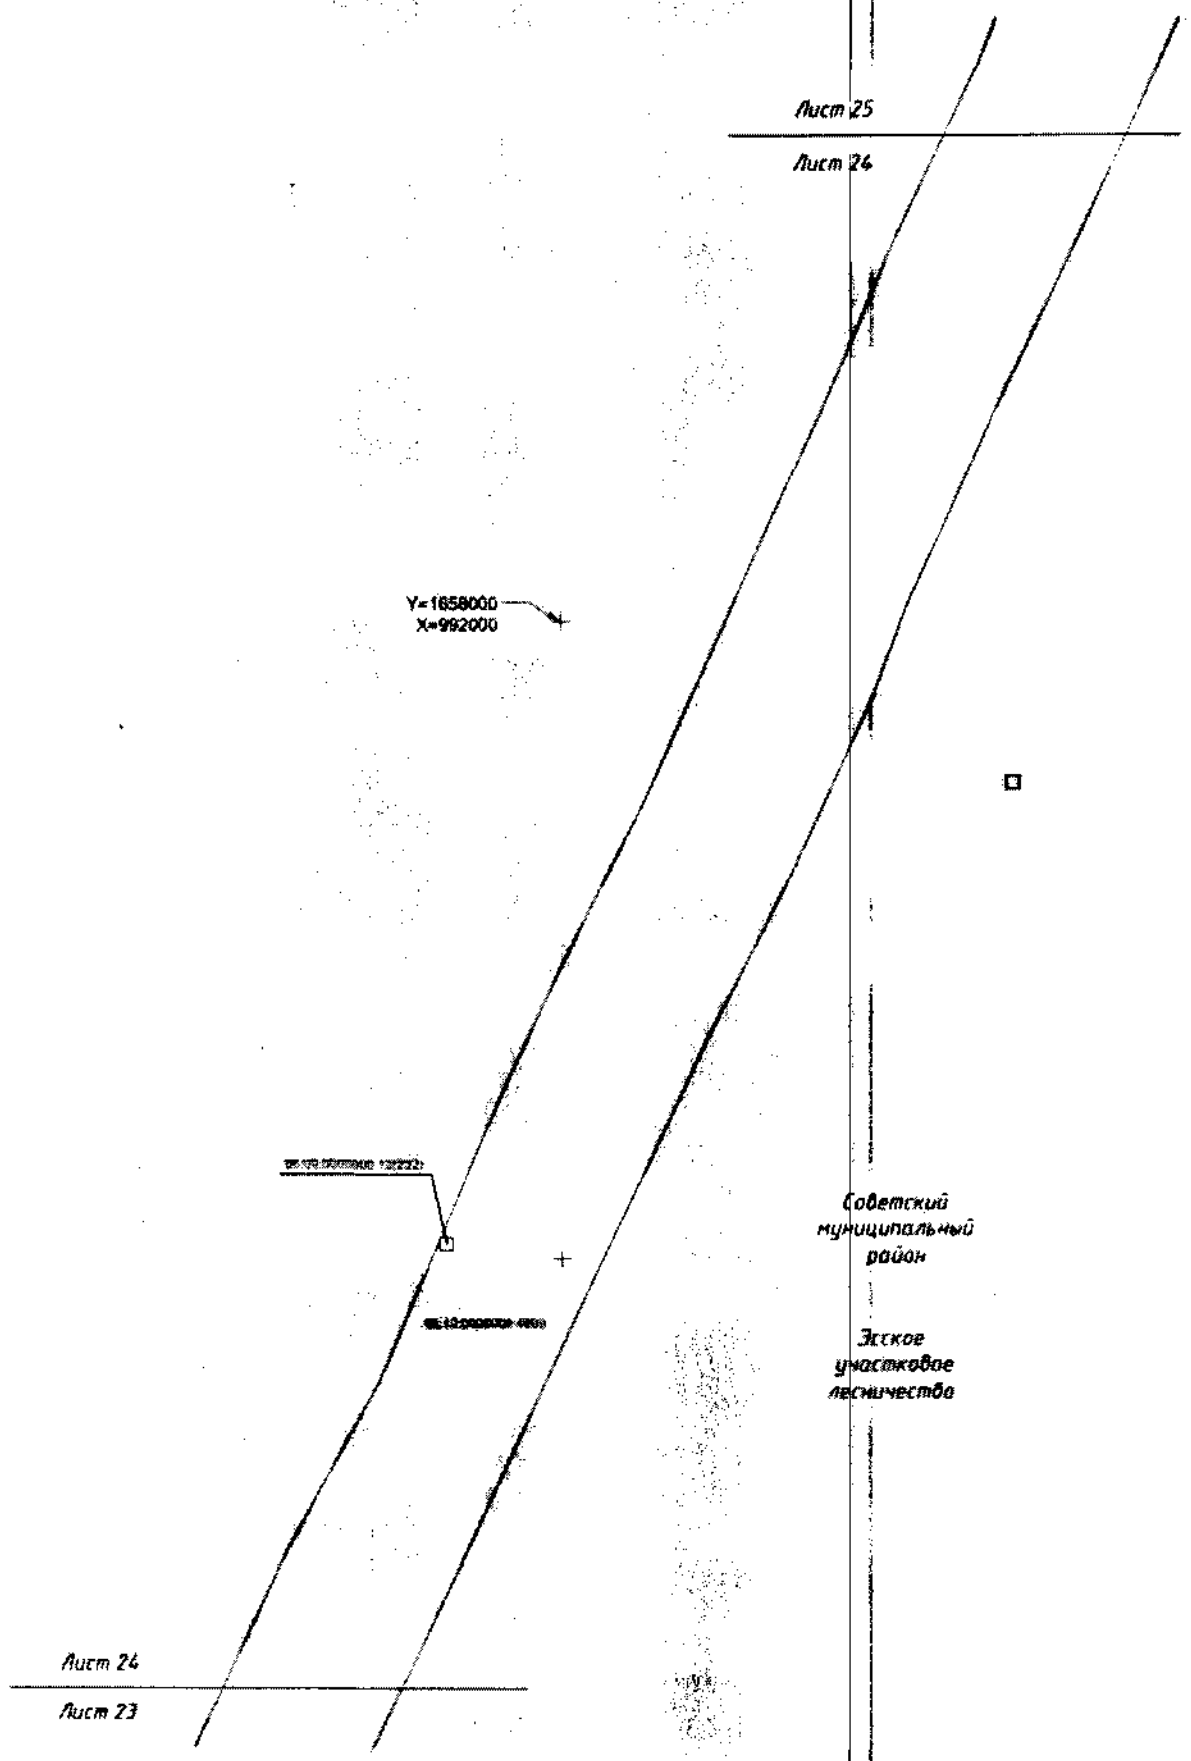 Лист 25
Лист 24
Y=1658000
X=992000
Советский
муниципальный
район
Эсское
участковое
лесничество
Лист 24
Лист 23